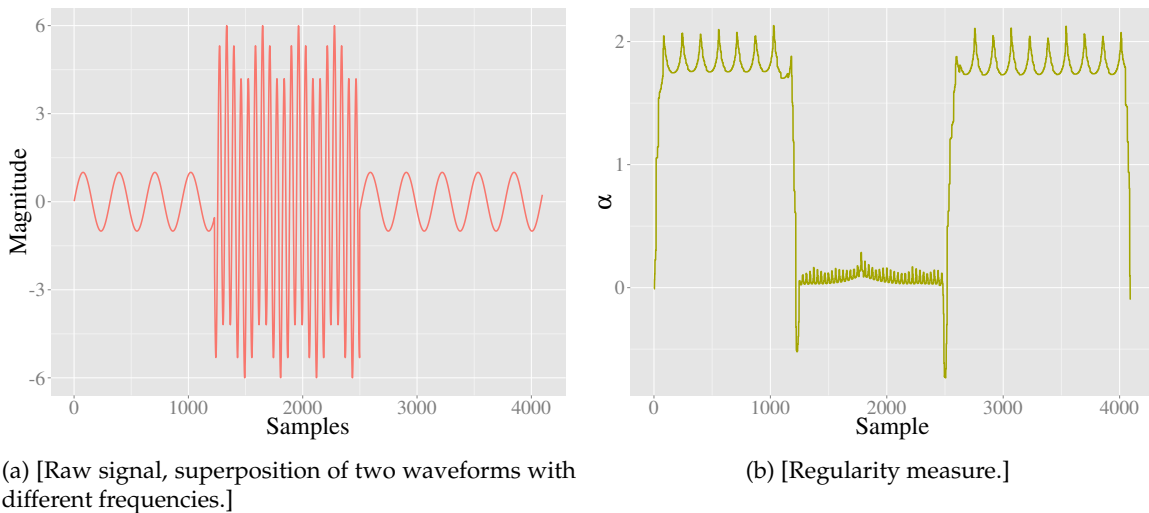 6
3
0
-3
-6
Magnitude
0
1000
2000
3000
4000
Samples
(a) [Raw signal, superposition of two waveforms with
different frequencies.]
2
1
0
α
0
1000
2000
3000
4000
Sample
(b) [Regularity measure.]